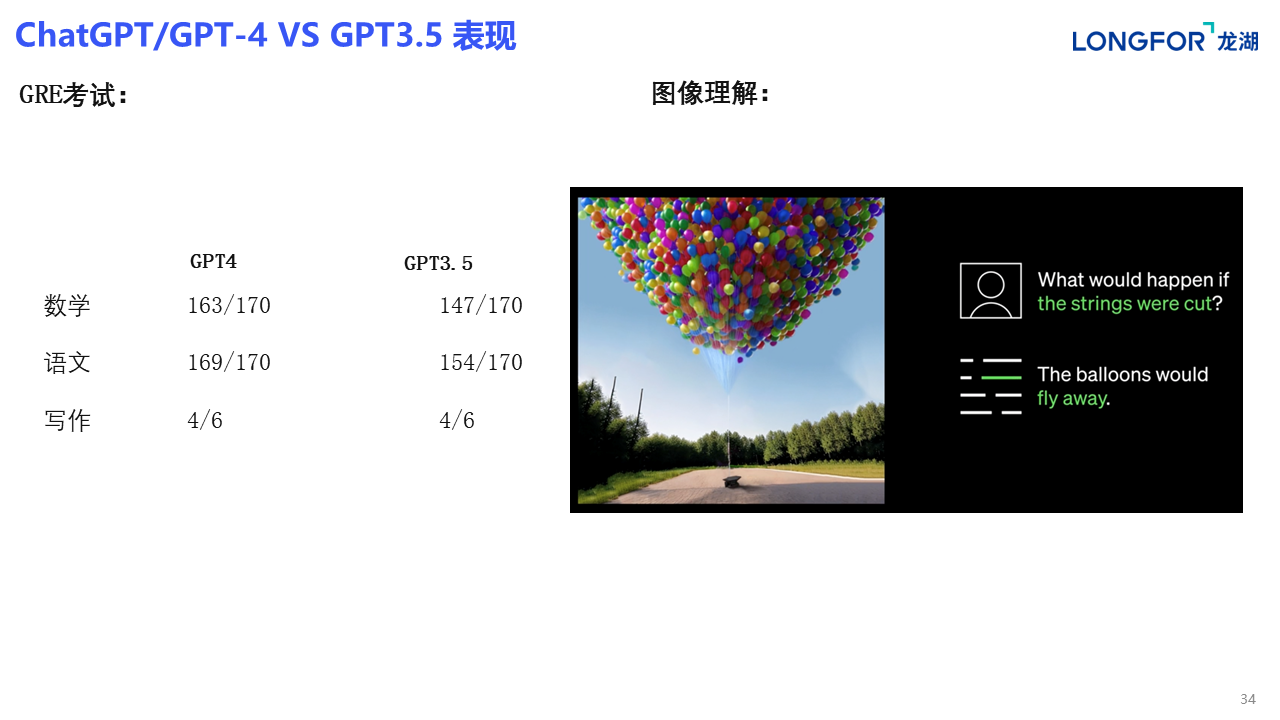 ChatGPT/GPT-4 VS GPT3.5 表现
LONGFOR 龙湖
GRE考试：
图像理解：
GPT4 GPT3.5
数学 163/170 147/170
语文 169/170 154/170
写作 4/6 4/6
What would happen if
the strings were cut?
The balloons would
fly away.
34